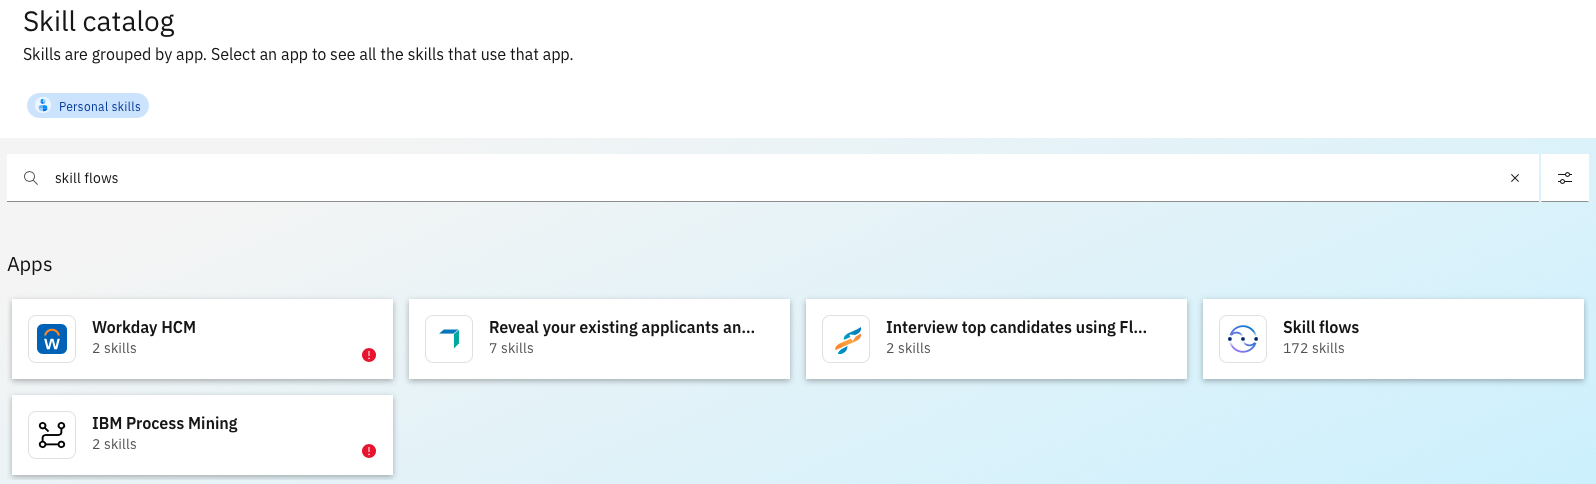 Skill catalog
Skills are grouped by app. Select an app to see all the skills that use that app.
Personal skills
skill flows
Apps
Workday HCM
2 skills
Reveal your existing applicants an...
7 skills
Interview top candidates using Fl...
2 skills
Skill flows
172 skills
IBM Process Mining
2 skills